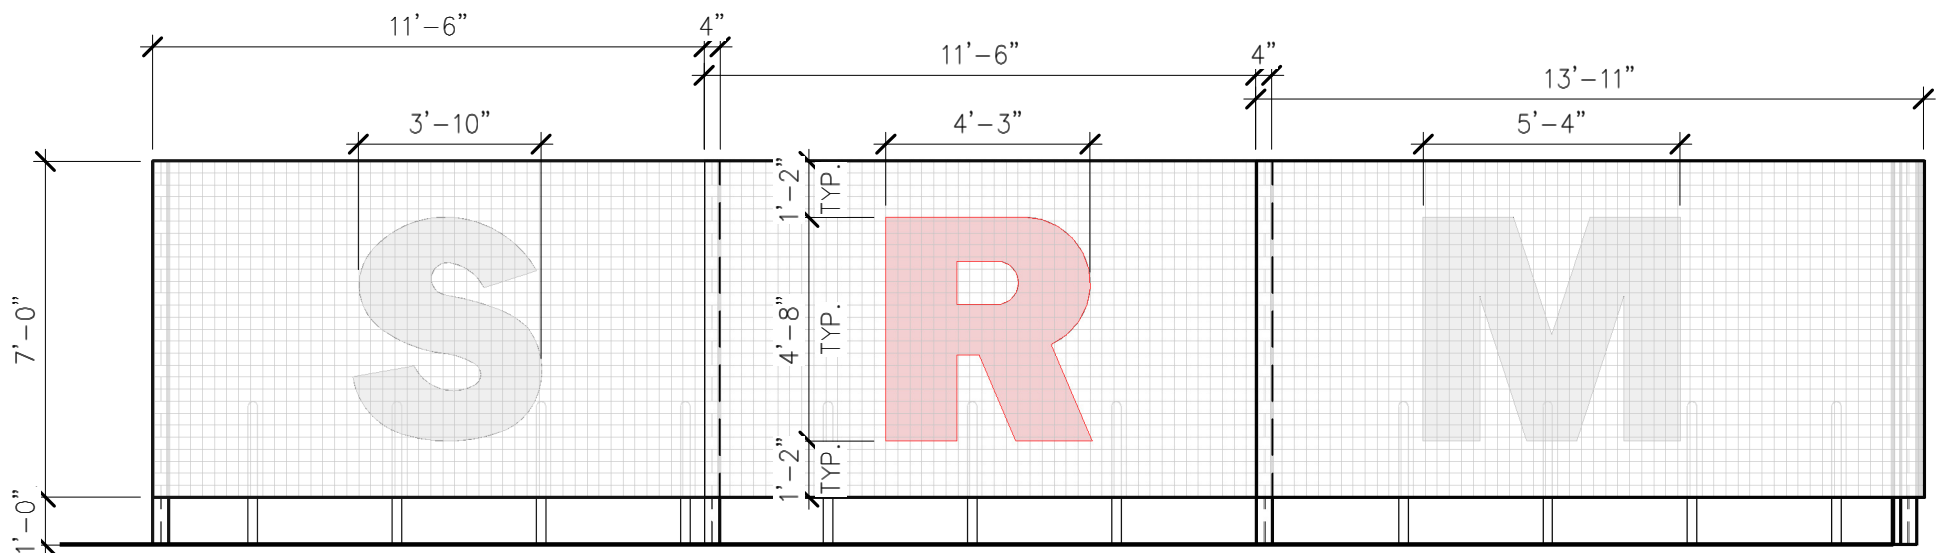 11'-6" 4"
11'-6" 4"
13'-11"
3'-10" 4'-3" 5'-4"
1'-2" TYP.
S R M
7'-0"
4'-8" TYP.
1'-2" TYP.
1'-0"